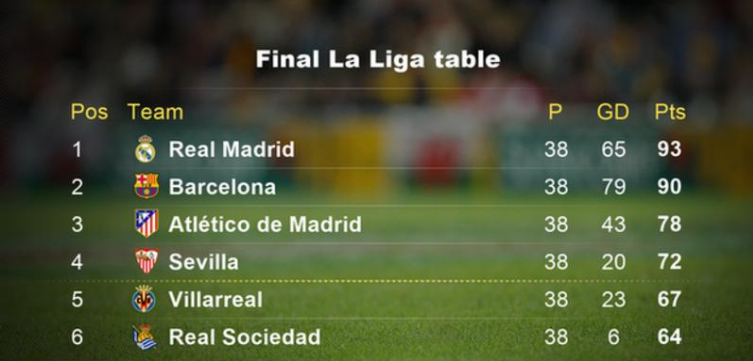 Final La Liga table
Pos Team P GD Pts
1 Real Madrid 38 65 93
2 Barcelona 38 79 90
3 Atlético de Madrid 38 43 78
4 Sevilla 38 20 72
5 Villarreal 38 23 67
6 Real Sociedad 38 6 64